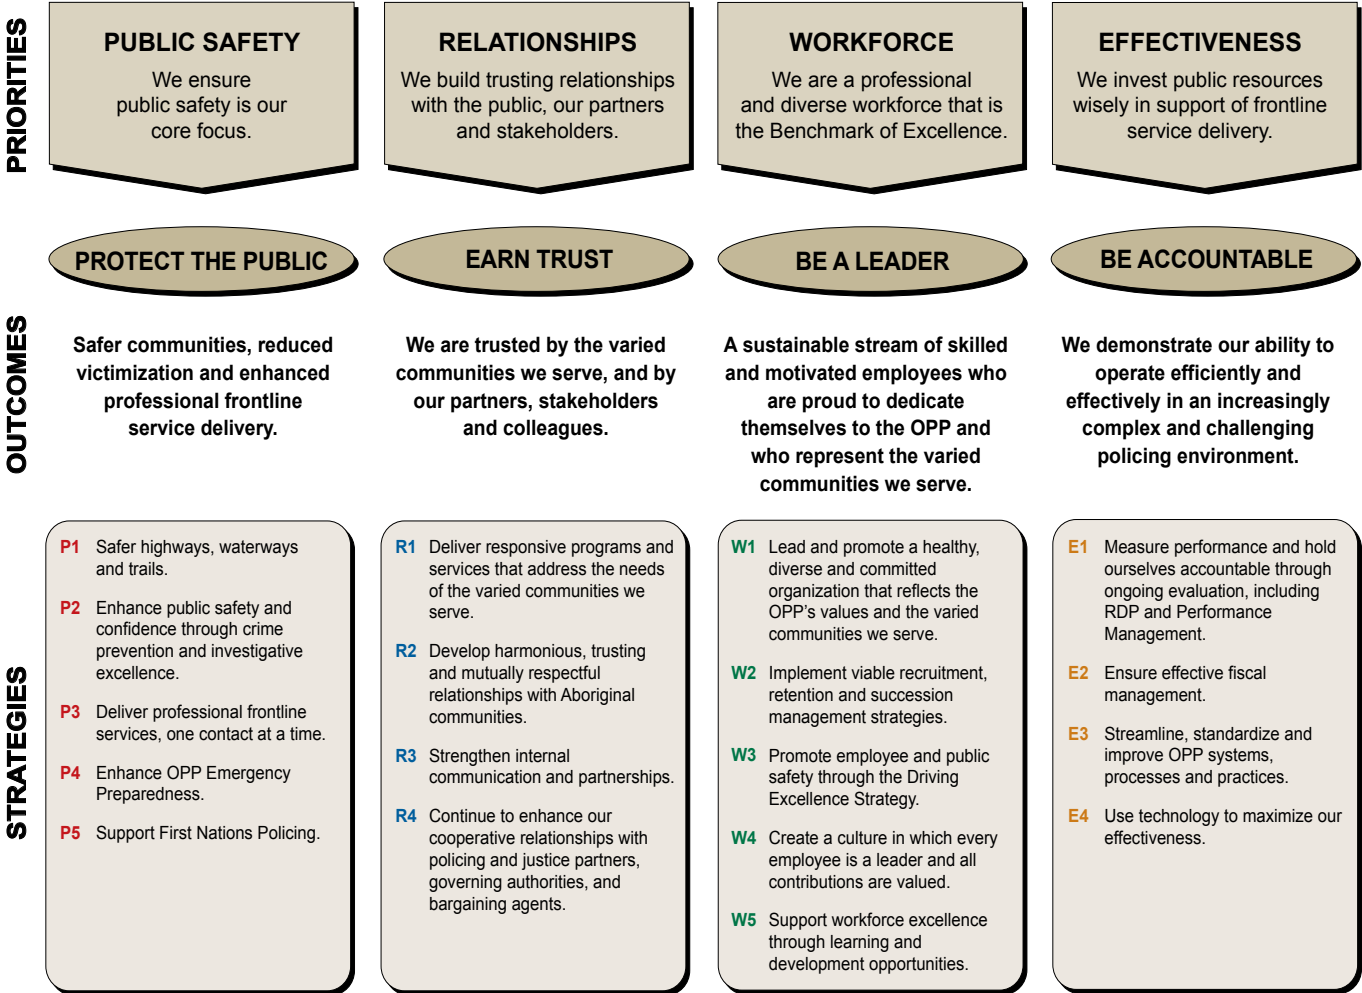 PRIORITIES
PUBLIC SAFETY
We ensure
public safety is our
core focus.
RELATIONSHIPS
We build trusting relationships
with the public, our partners
and stakeholders.
WORKFORCE
We are a professional
and diverse workforce that is
the Benchmark of Excellence.
EFFECTIVENESS
We invest public resources
wisely in support of frontline
service delivery.
OUTCOMES
PROTECT THE PUBLIC
Safer communities, reduced
victimization and enhanced
professional frontline
service delivery.
EARN TRUST
We are trusted by the varied
communities we serve, and by
our partners, stakeholders
and colleagues.
BE A LEADER
A sustainable stream of skilled
and motivated employees who
are proud to dedicate
themselves to the OPP and
who represent the varied
communities we serve.
BE ACCOUNTABLE
We demonstrate our ability to
operate efficiently and
effectively in an increasingly
complex and challenging
policing environment.
STRATEGIES
P1 Safer highways, waterways
and trails.
P2 Enhance public safety and
confidence through crime
prevention and investigative
excellence.
P3 Deliver professional frontline
services, one contact at a time.
P4 Enhance OPP Emergency
Preparedness.
P5 Support First Nations Policing.
R1 Deliver responsive programs and
services that address the needs
of the varied communities we
serve.
R2 Develop harmonious, trusting
and mutually respectful
relationships with Aboriginal
communities.
R3 Strengthen internal
communication and partnerships.
R4 Continue to enhance our
cooperative relationships with
policing and justice partners,
governing authorities, and
bargaining agents.
W1 Lead and promote a healthy,
diverse and committed
organization that reflects the
OPP's values and the varied
communities we serve.
W2 Implement viable recruitment,
retention and succession
management strategies.
W3 Promote employee and public
safety through the Driving
Excellence Strategy.
W4 Create a culture in which every
employee is a leader and all
contributions are valued.
W5 Support workforce excellence
through learning and
development opportunities.
E1 Measure performance and hold
ourselves accountable through
ongoing evaluation, including
RDP and Performance
Management.
E2 Ensure effective fiscal
management.
E3 Streamline, standardize and
improve OPP systems,
processes and practices.
E4 Use technology to maximize our
effectiveness.